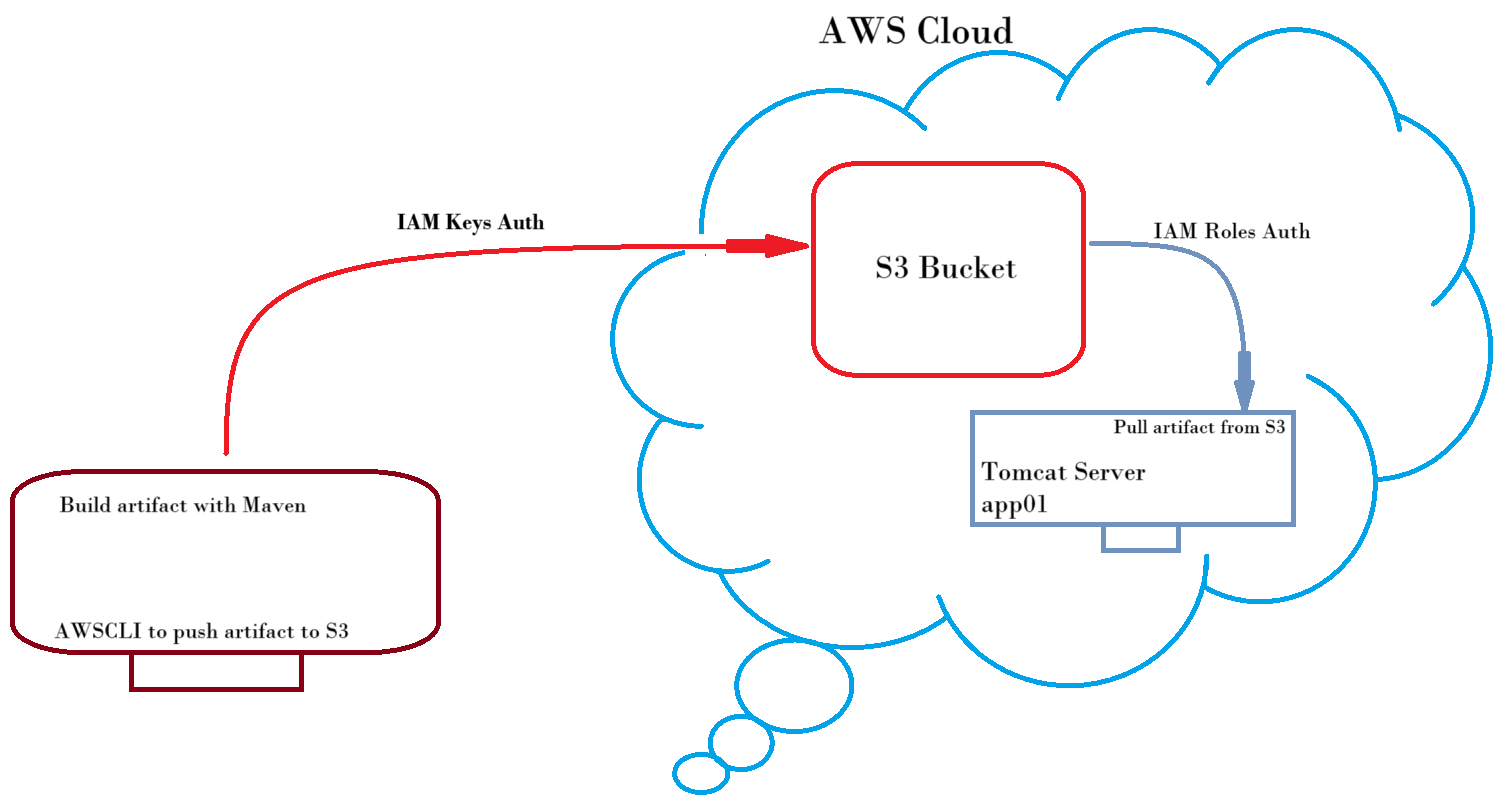 AWS Cloud
IAM Keys Auth
S3 Bucket
IAM Roles Auth
Pull artifact from S3
Tomcat Server
app01
Build artifact with Maven
AWSCLI to push artifact to S3